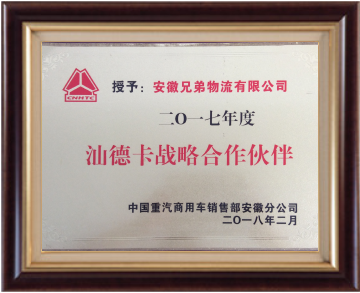 CNHTC
授予：安徽兄弟物流有限公司
二O一七年度
汕德卡战略合作伙伴
中国重汽商用车销售部安徽分公司
二O一八年二月